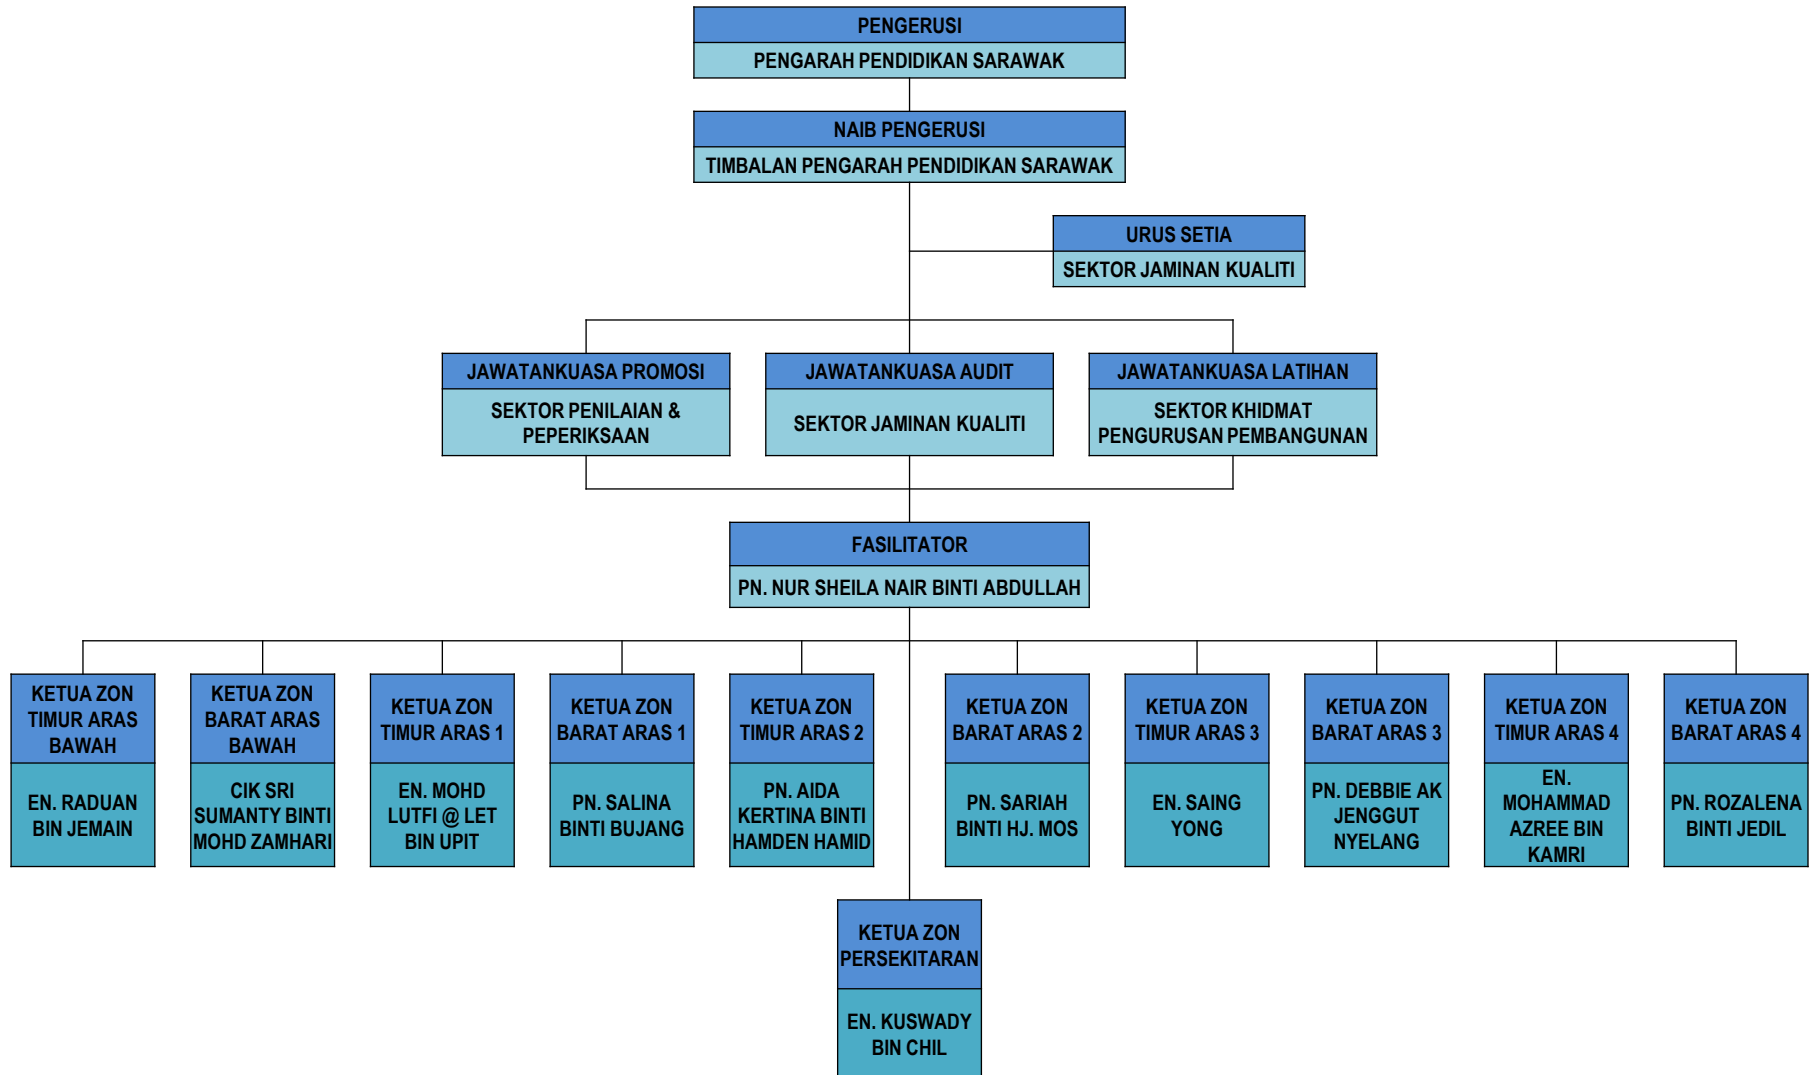 PENGERUSI
PENGARAH PENDIDIKAN SARAWAK
NAIB PENGERUSI
TIMBALAN PENGARAH PENDIDIKAN SARAWAK
URUS SETIA
SEKTOR JAMINAN KUALITI
JAWATANKUASA PROMOSI
SEKTOR PENILAIAN &
PEPERIKSAAN
JAWATANKUASA AUDIT
SEKTOR JAMINAN KUALITI
JAWATANKUASA LATIHAN
SEKTOR KHIDMAT
PENGURUSAN PEMBANGUNAN
FASILITATOR
PN. NUR SHEILA NAIR BINTI ABDULLAH
KETUA ZON
TIMUR ARAS
BAWAH
EN. RADUAN
BIN JEMAIN
KETUA ZON
BARAT ARAS
BAWAH
CIK SRI
SUMANTY BINTI
MOHD ZAMHARI
KETUA ZON
TIMUR ARAS 1
EN. MOHD
LUTFI @ LET
BIN UPIT
KETUA ZON
BARAT ARAS 1
PN. SALINA
BINTI BUJANG
KETUA ZON
TIMUR ARAS 2
PN. AIDA
KERTINA BINTI
HAMDEN HAMID
KETUA ZON
BARAT ARAS 2
PN. SARIAH
BINTI HJ. MOS
KETUA ZON
TIMUR ARAS 3
EN. SAING
YONG
KETUA ZON
BARAT ARAS 3
PN. DEBBIE AK
JENGGUT
NYELANG
KETUA ZON
TIMUR ARAS 4
EN.
MOHAMMAD
AZREE BIN
KAMRI
KETUA ZON
BARAT ARAS 4
PN. ROZALENA
BINTI JEDIL
KETUA ZON
PERSEKITARAN
EN. KUSWADY
BIN CHIL